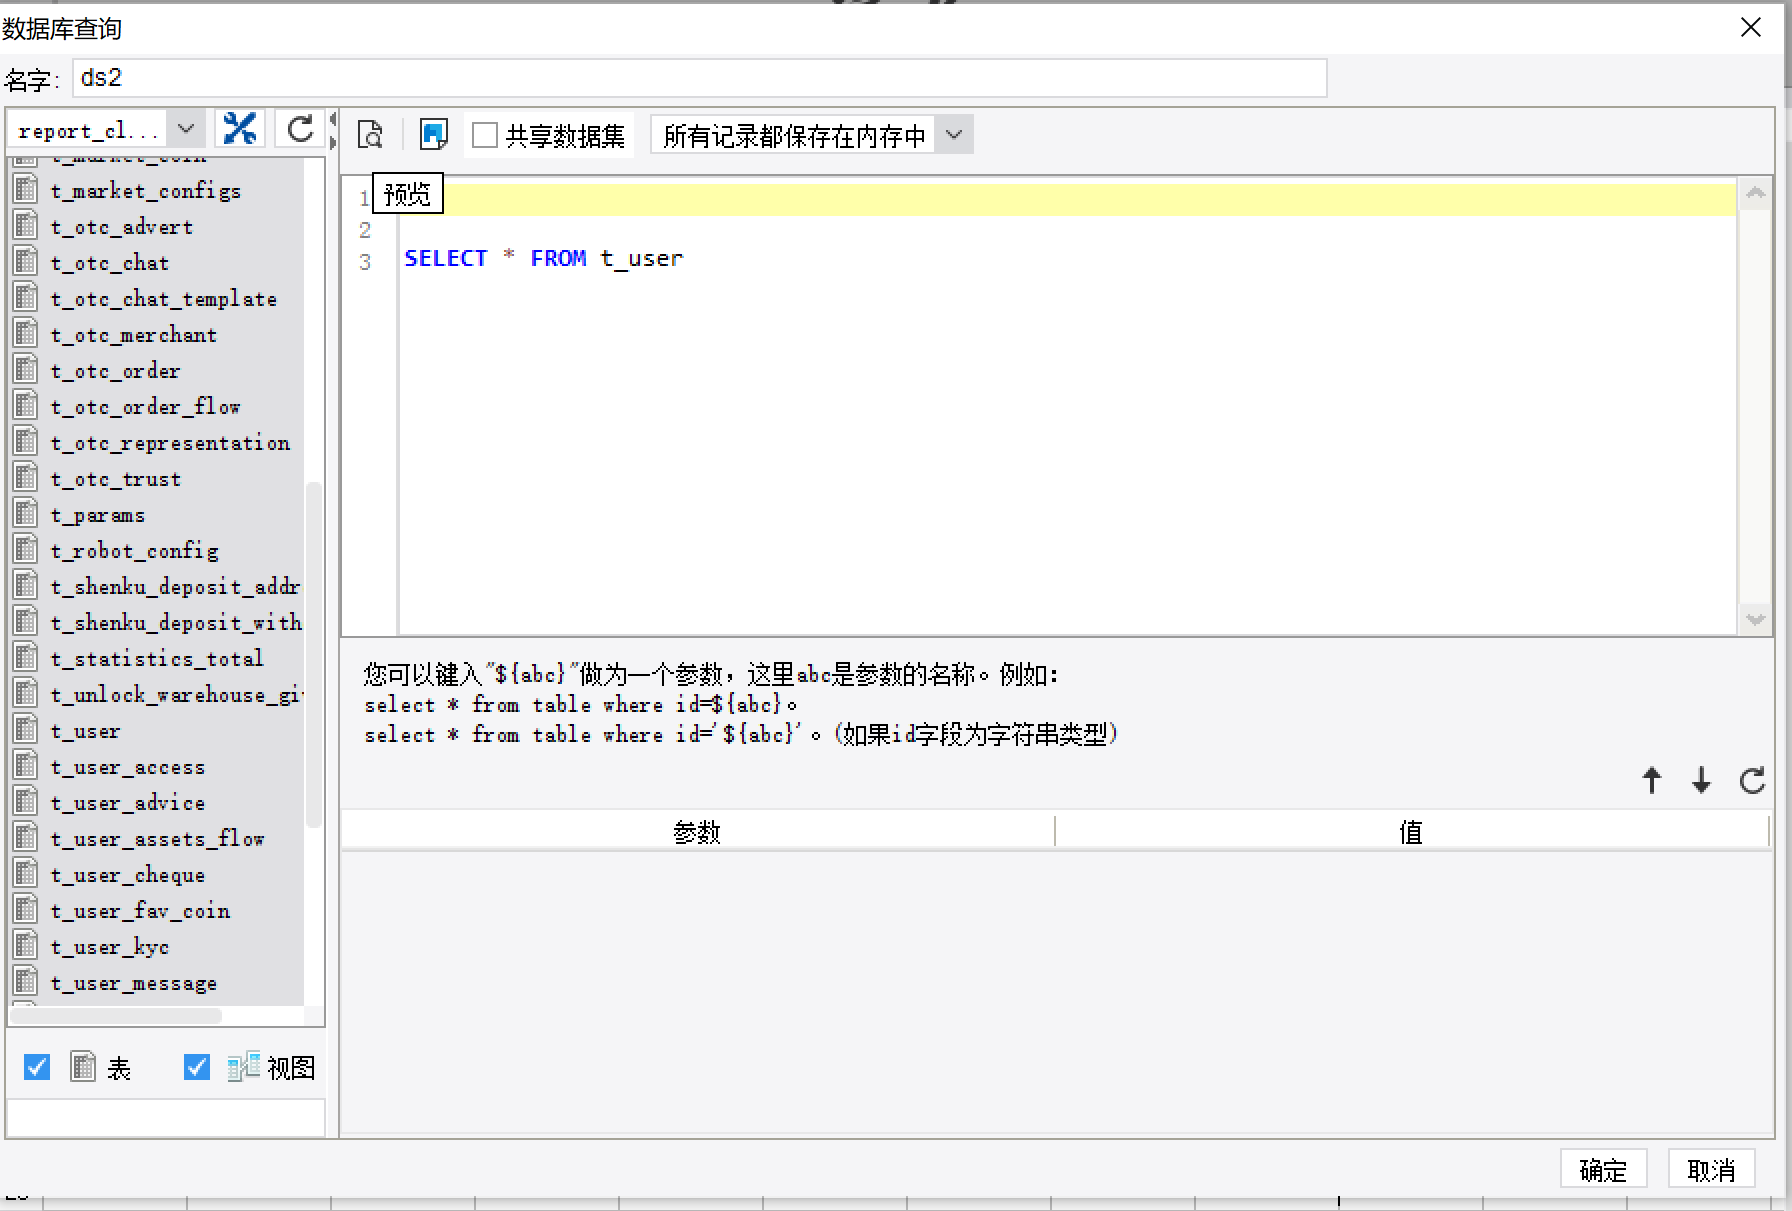 数据库查询
名字: ds2
report_cl...
共享数据集
所有记录都保存在内存中
t_market_coin
t_market_configs
t_otc_advert
t_otc_chat
t_otc_chat_template
t_otc_merchant
t_otc_order
t_otc_order_flow
t_otc_representation
t_otc_trust
t_params
t_robot_config
t_shenku_deposit_addr
t_shenku_deposit_with
t_statistics_total
t_unlock_warehouse_gi
t_user
t_user_access
t_user_advice
t_user_assets_flow
t_user_cheque
t_user_fav_coin
t_user_kyc
t_user_message
表
视图
预览
1
2
3 SELECT * FROM t_user
您可以键入"${abc}"做为一个参数，这里abc是参数的名称。例如:
select * from table where id=${abc}。
select * from table where id='${abc}'。(如果id字段为字符串类型)
参数 值
确定 取消